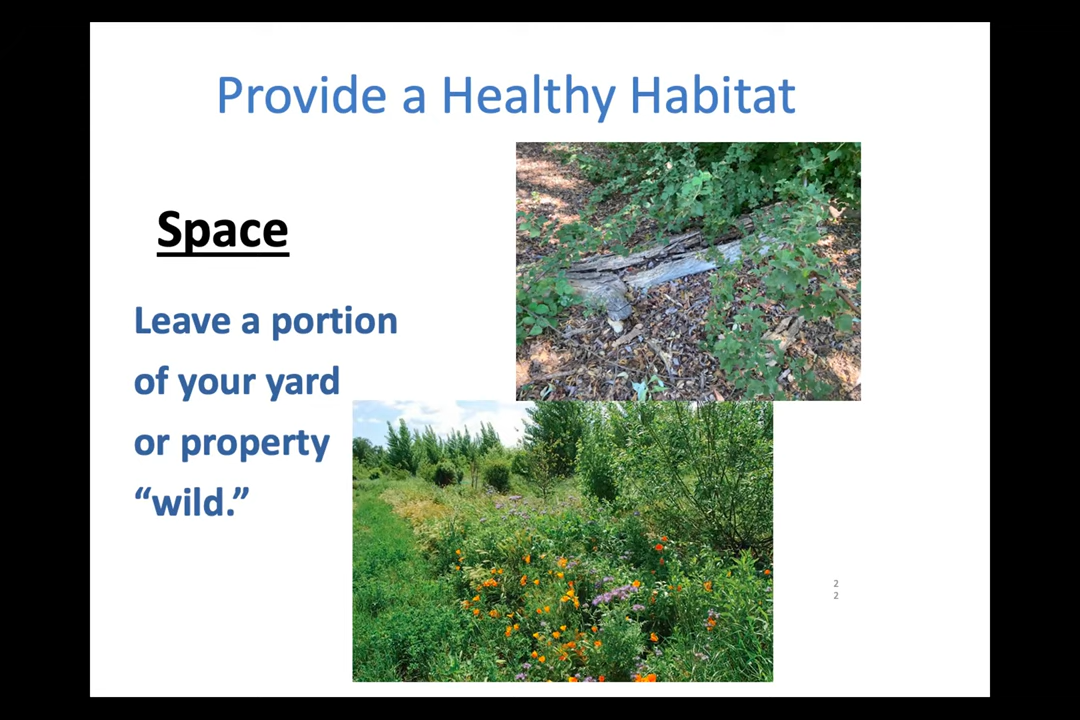 Provide a Healthy Habitat
Space
Leave a portion
of your yard
or property
“wild.”
2
2